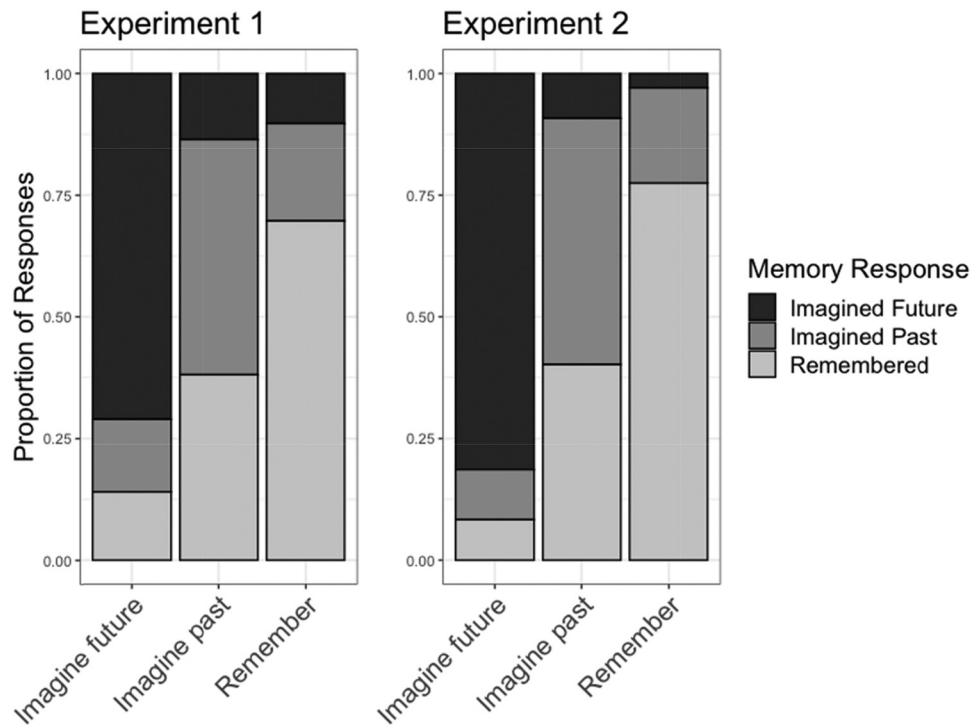 Experiment 1
Experiment 2
Proportion of Responses
1.00
0.75
0.50
0.25
0.00
Imagine future
Imagine past
Remember
1.00
0.75
0.50
0.25
0.00
Imagine future
Imagine past
Remember
Memory Response
Imagined Future
Imagined Past
Remembered